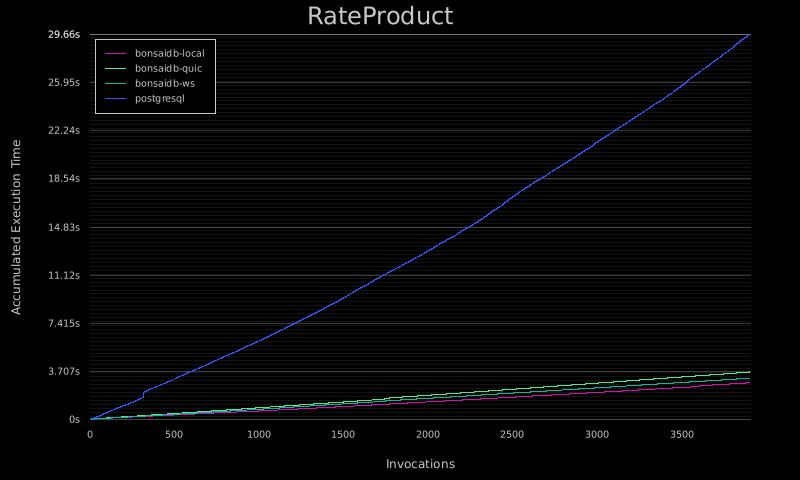 RateProduct
29.66s
25.95s
22.24s
18.54s
14.83s
11.12s
7.415s
3.707s
0s
bonsaidb-local
bonsaidb-quic
bonsaidb-ws
postgresql
Accumulated Execution Time
0 500 1000 1500 2000 2500 3000 3500
Invocations